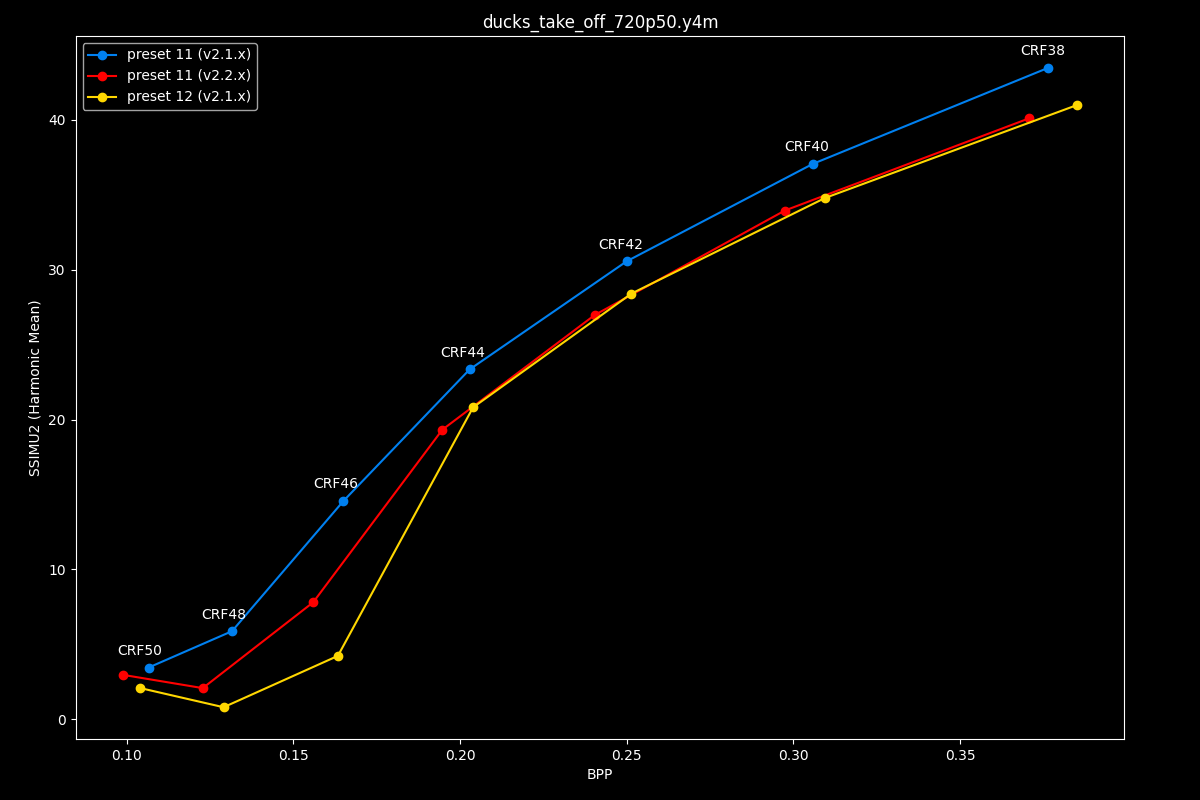 ducks_take_off_720p50.y4m
preset 11 (v2.1.x)
preset 11 (v2.2.x)
preset 12 (v2.1.x)
CRF38
CRF40
CRF42
CRF44
CRF46
CRF48
CRF50
40
30
20
10
0
SSIMU2 (Harmonic Mean)
0.10 0.15 0.20 0.25 0.30 0.35
BPP